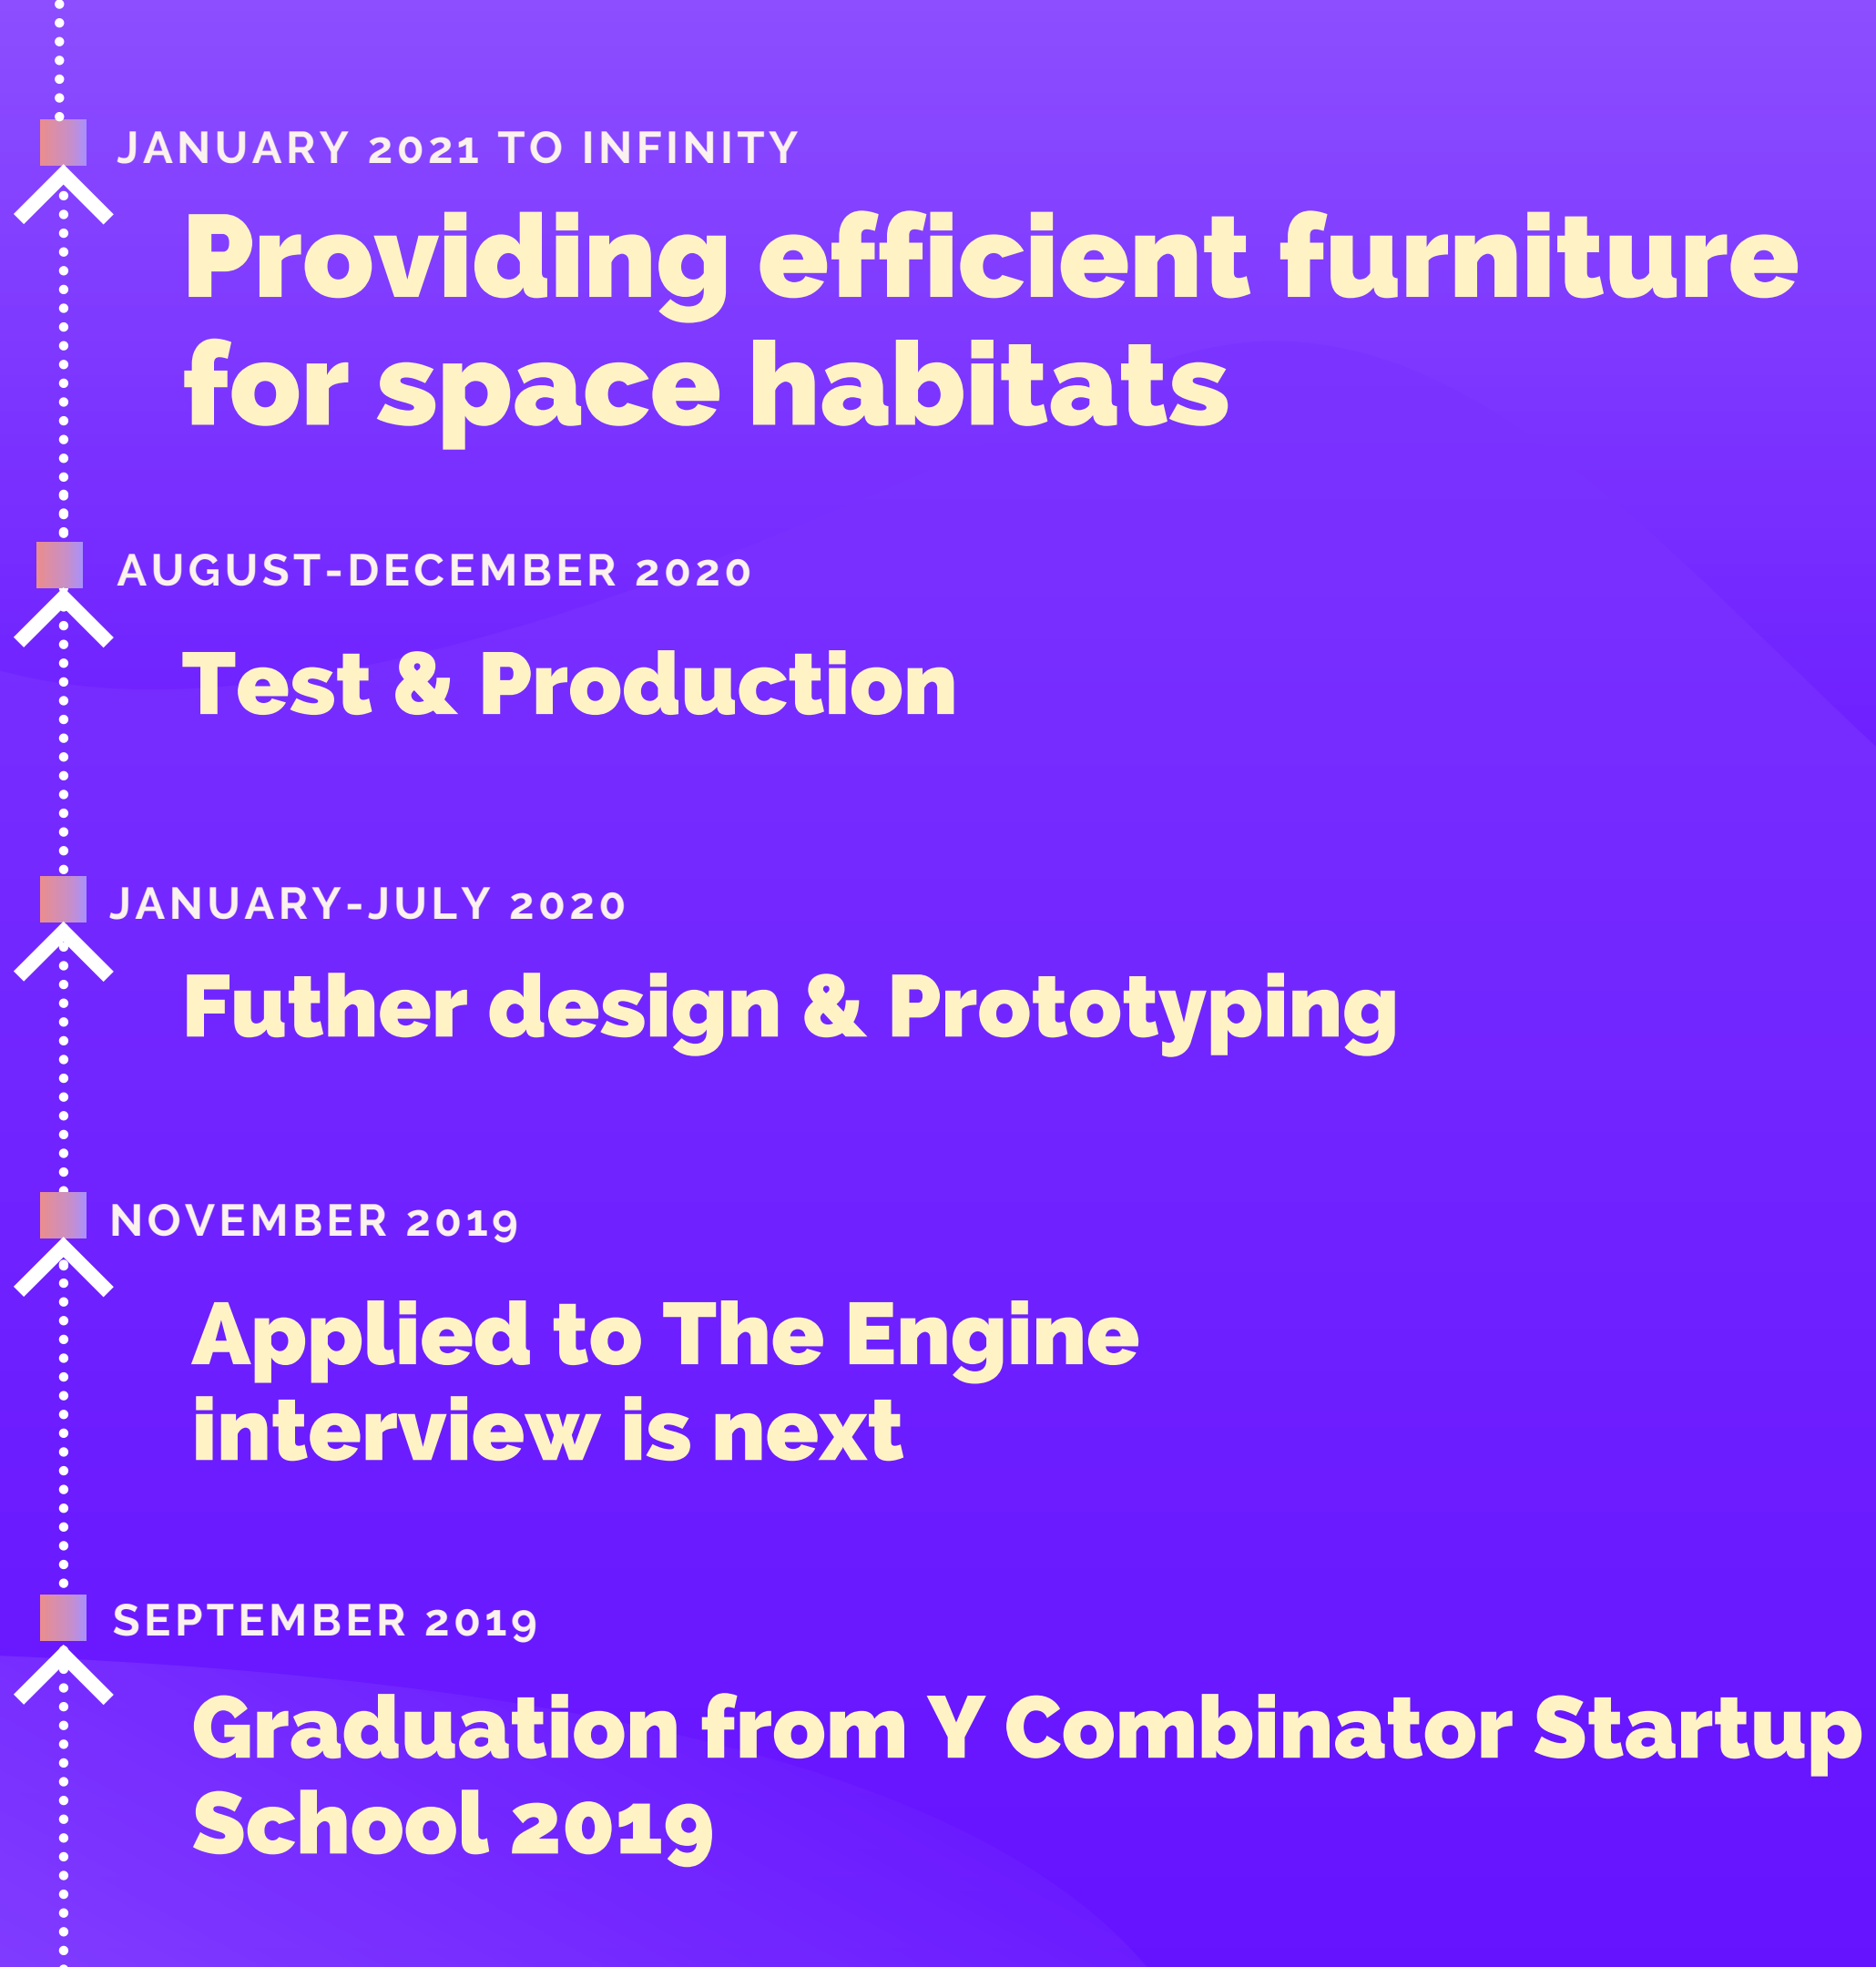 JANUARY 2021 TO INFINITY
Providing efficient furniture
for space habitats
AUGUST-DECEMBER 2020
Test & Production
JANUARY-JULY 2020
Futher design & Prototyping
NOVEMBER 2019
Applied to The Engine
interview is next
SEPTEMBER 2019
Graduation from Y Combinator Startup
School 2019